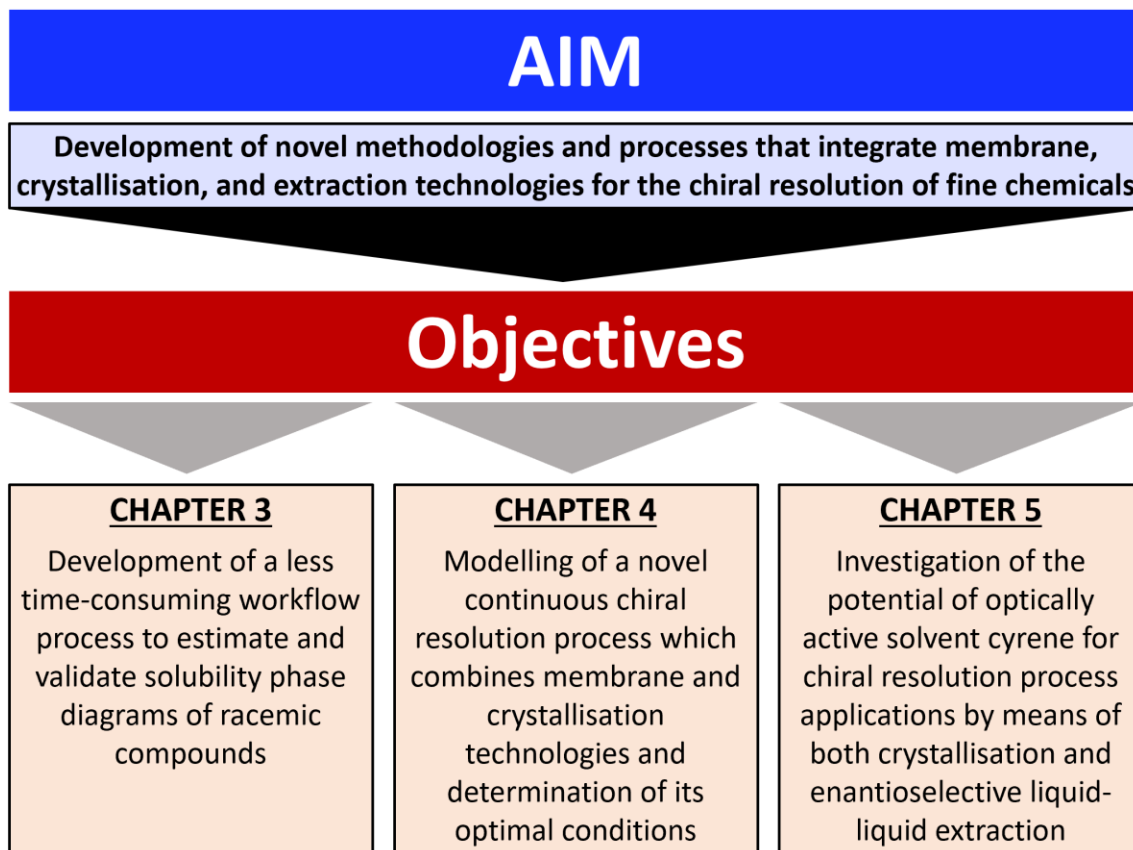 AIM
Development of novel methodologies and processes that integrate membrane,
crystallisation, and extraction technologies for the chiral resolution of fine chemicals
Objectives
CHAPTER 3
Development of a less
time-consuming workflow
process to estimate and
validate solubility phase
diagrams of racemic
compounds
CHAPTER 4
Modelling of a novel
continuous chiral
resolution process which
combines membrane and
crystallisation
technologies and
determination of its
optimal conditions
CHAPTER 5
Investigation of the
potential of optically
active solvent cyrene for
chiral resolution process
applications by means of
both crystallisation and
enantioselective liquid-
liquid extraction